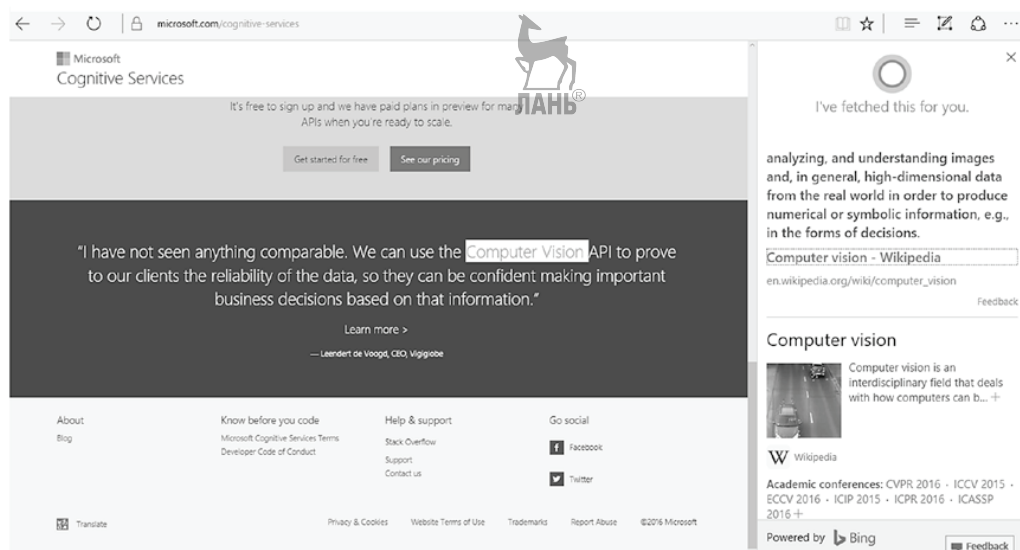 microsoft.com/cognitive-services
Microsoft
Cognitive Services
ЛАНЬ®
It's free to sign up and we have paid plans in preview for many
APIs when you're ready to scale.
Get started for free
See our pricing
"I have not seen anything comparable. We can use the Computer Vision API to prove
to our clients the reliability of the data, so they can be confident making important
business decisions based on that information."
Learn more >
— Leendert de Voogd, CEO, Vigiglobe
About
Blog
Know before you code
Microsoft Cognitive Services Terms
Developer Code of Conduct
Help & support
Stack Overflow
Support
Contact us
Go social
Facebook
Twitter
Translate
Privacy & Cookies
Website Terms of Use
Trademarks
Report Abuse
©2016 Microsoft
I've fetched this for you.
analyzing, and understanding images
and, in general, high-dimensional data
from the real world in order to produce
numerical or symbolic information, e.g.,
in the forms of decisions.
Computer vision - Wikipedia
en.wikipedia.org/wiki/computer_vision
Feedback
Computer vision
Computer vision is an
interdisciplinary field that deals
with how computers can b... +
W Wikipedia
Academic conferences: CVPR 2016 · ICCV 2015 ·
ECCV 2016 · ICIP 2015 · ICPR 2016 · ICASSP
2016 +
Powered by Bing
Feedback